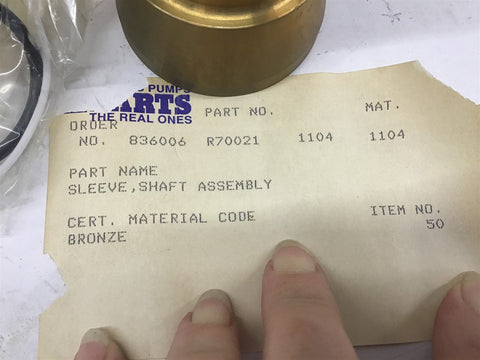 PUMPS
PARTS
THE REAL ONES
ORDER PART NO. MAT.
NO. 836006 R70021 1104 1104
PART NAME
SLEEVE,SHAFT ASSEMBLY
CERT. MATERIAL CODE ITEM NO.
BRONZE 50